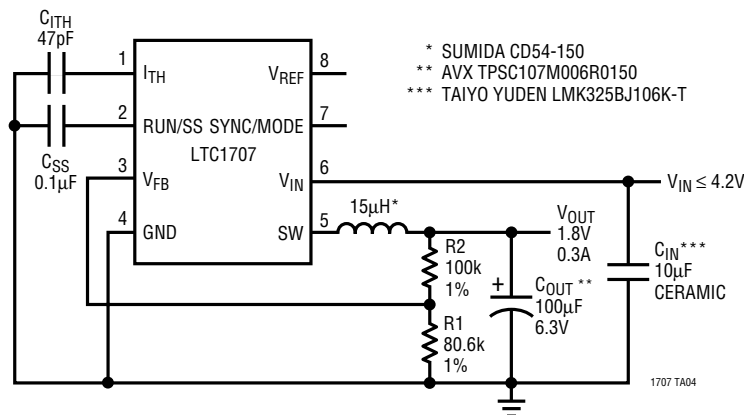 C_ITH
47pF
1
I_TH
V_REF
8
* SUMIDA CD54-150
** AVX TPSC107M006R0150
*** TAIYO YUDEN LMK325BJ106K-T
2
RUN/SS SYNC/MODE
7
LTC1707
C_SS
0.1µF
3
V_FB
V_IN
6
V_IN ≤ 4.2V
4
GND
SW
5
15µH*
V_OUT
1.8V
0.3A
R2
100k
1%
C_OUT **
100µF
6.3V
+
C_IN***
10µF
CERAMIC
R1
80.6k
1%
1707 TA04